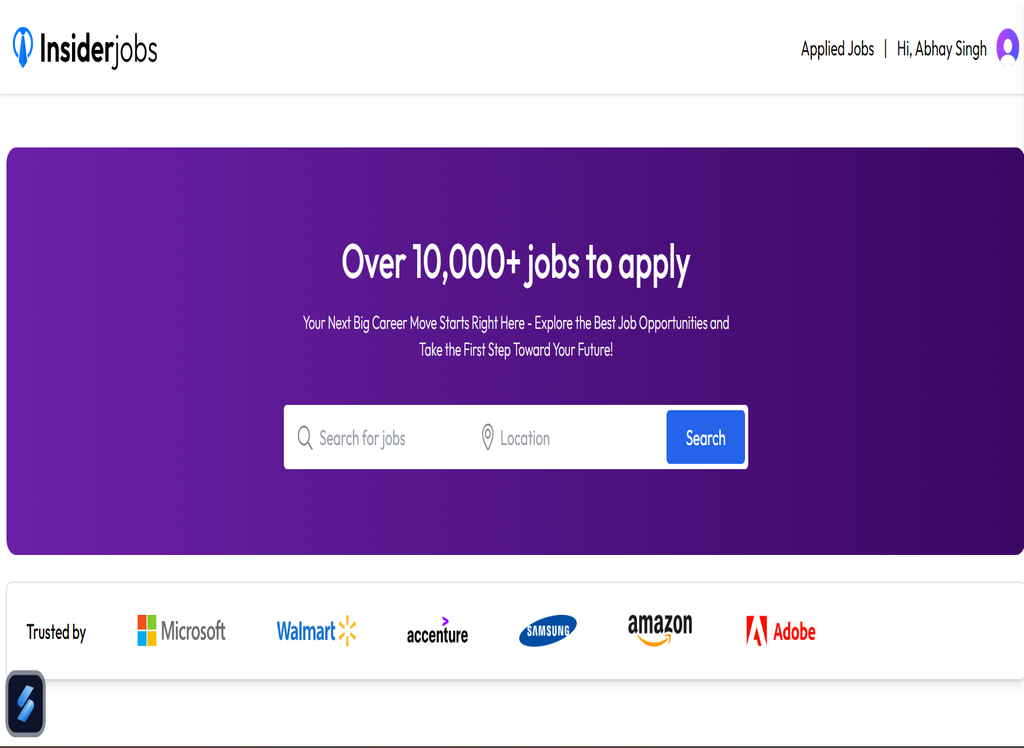 Insiderjobs
Applied Jobs | Hi, Abhay Singh
Over 10,000+ jobs to apply
Your Next Big Career Move Starts Right Here - Explore the Best Job Opportunities and
Take the First Step Toward Your Future!
Search for jobs
Location
Search
Trusted by
Microsoft
Walmart
accenture
SAMSUNG
amazon
Adobe